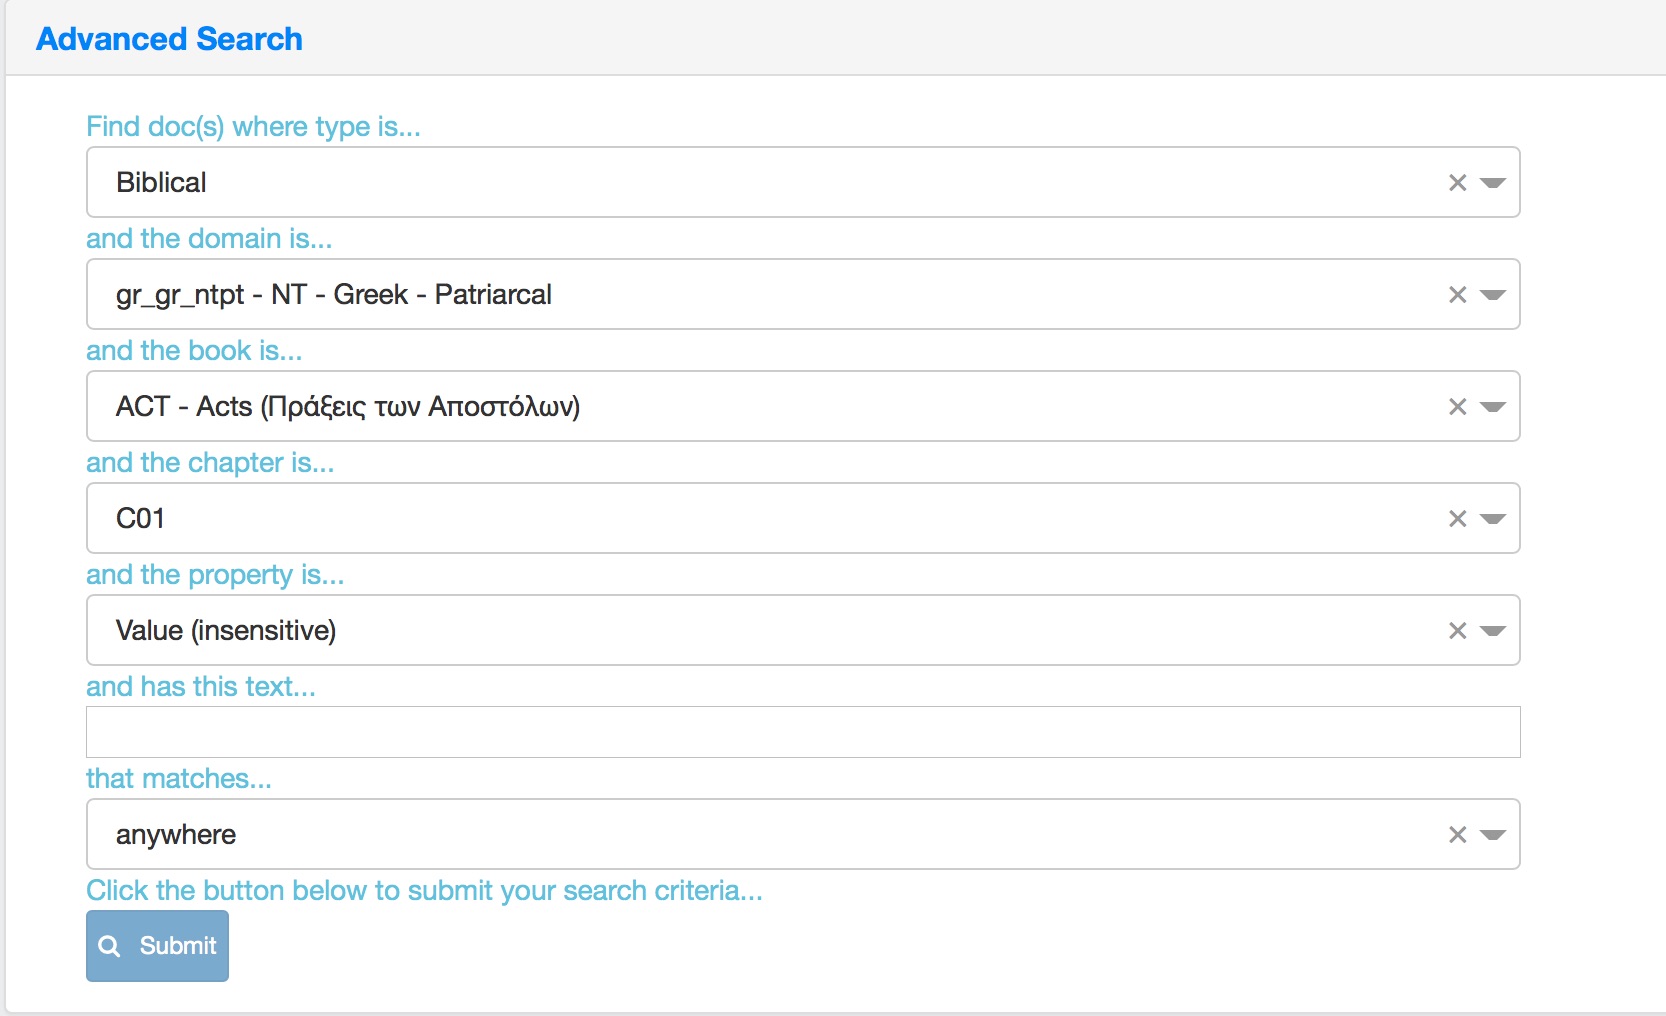 Advanced Search
Find doc(s) where type is...
Biblical
and the domain is...
gr_gr_ntpt - NT - Greek - Patriarcal
and the book is...
ACT - Acts (Πράξεις των Αποστόλων)
and the chapter is...
C01
and the property is...
Value (insensitive)
and has this text...
that matches...
anywhere
Click the button below to submit your search criteria...
Submit